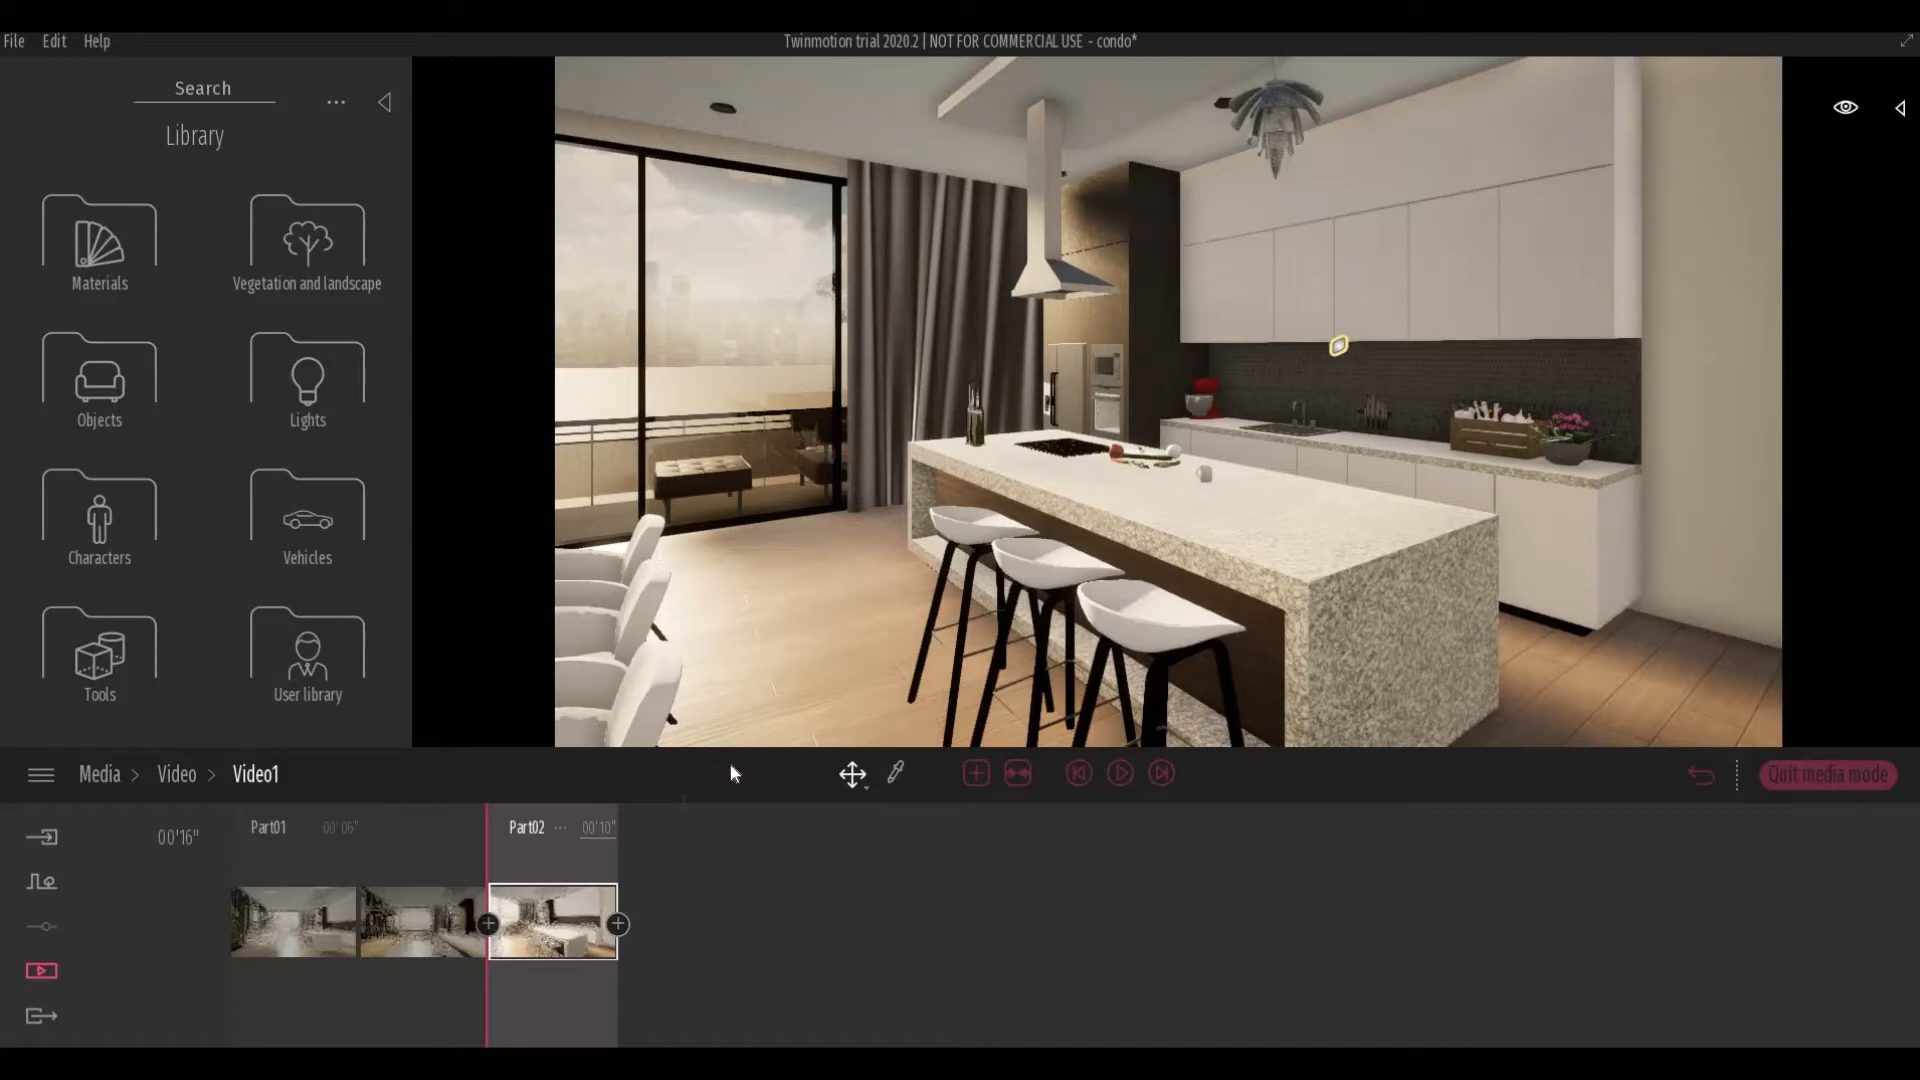 File Edit Help
Twinmotion trial 2020.2 | NOT FOR COMMERCIAL USE - condo*
Search
...
Library
Materials
Vegetation and landscape
Objects
Lights
Characters
Vehicles
Tools
User library
Media > Video > Video1
Quit media mode
00'16"
Part01 00'06"
Part02 ... 00'10"